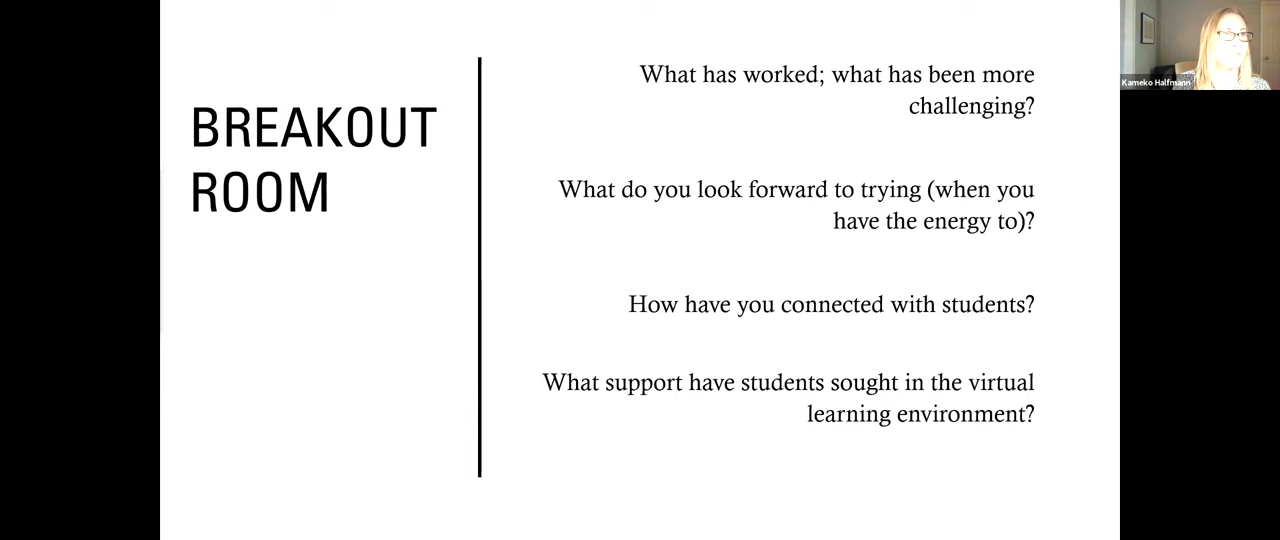 BREAKOUT
ROOM
What has worked; what has been more
challenging?
What do you look forward to trying (when you
have the energy to)?
How have you connected with students?
What support have students sought in the virtual
learning environment?
Kameko Halfmann